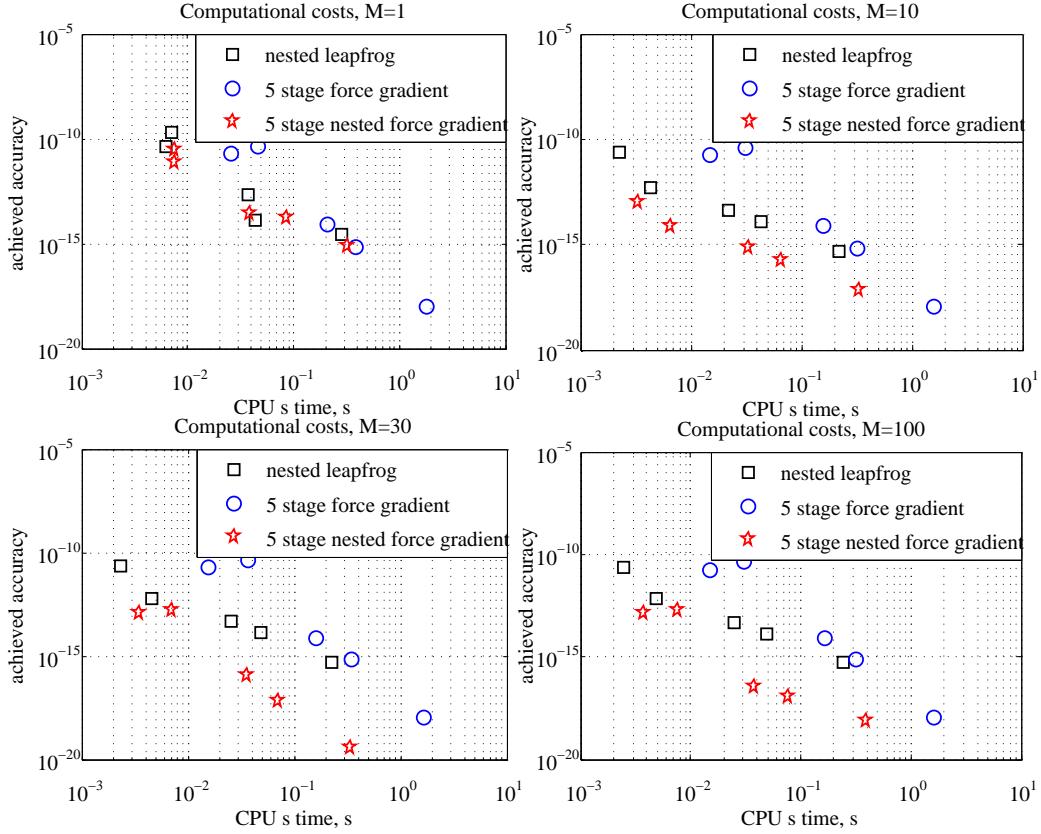 Computational costs, M=1
10^−5
10^−10
10^−15
10^−20
achieved accuracy
nested leapfrog
5 stage force gradient
5 stage nested force gradient
10^−3 10^−2 10^−1 10^0 10^1
CPU s time, s
Computational costs, M=10
10^−5
10^−10
10^−15
10^−20
achieved accuracy
nested leapfrog
5 stage force gradient
5 stage nested force gradient
10^−3 10^−2 10^−1 10^0 10^1
CPU s time, s
Computational costs, M=30
10^−5
10^−10
10^−15
10^−20
achieved accuracy
nested leapfrog
5 stage force gradient
5 stage nested force gradient
10^−3 10^−2 10^−1 10^0 10^1
CPU s time, s
Computational costs, M=100
10^−5
10^−10
10^−15
10^−20
achieved accuracy
nested leapfrog
5 stage force gradient
5 stage nested force gradient
10^−3 10^−2 10^−1 10^0 10^1
CPU s time, s